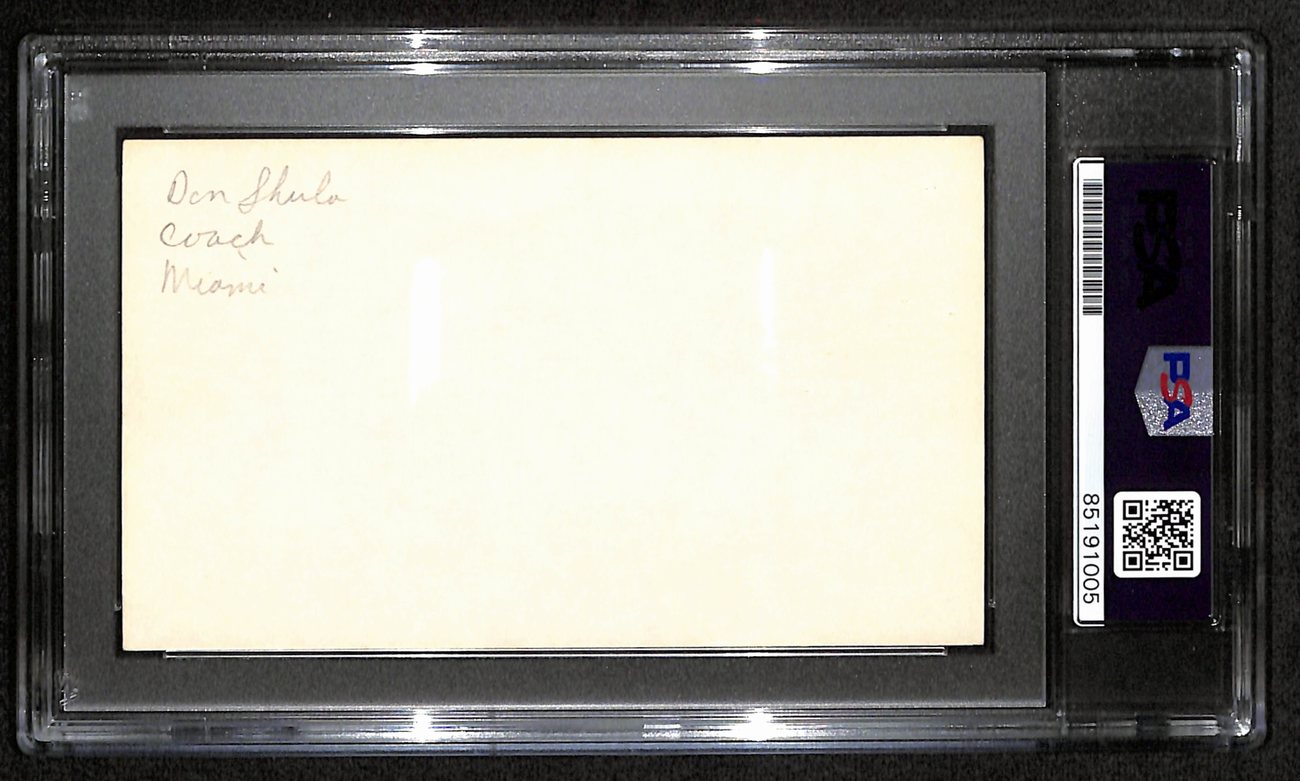 Don Shula
Coach
Miami
PSA
PSA
85191005